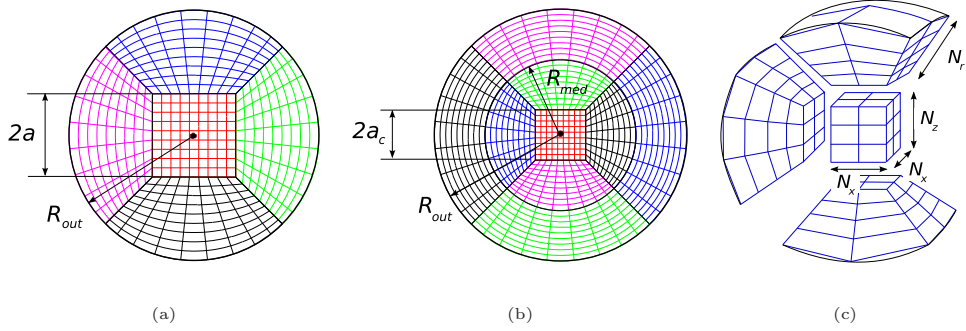 2a
R_out
(a)
2a_c
R_med
R_out
(b)
N_r
N_z
N_x
N_x
(c)